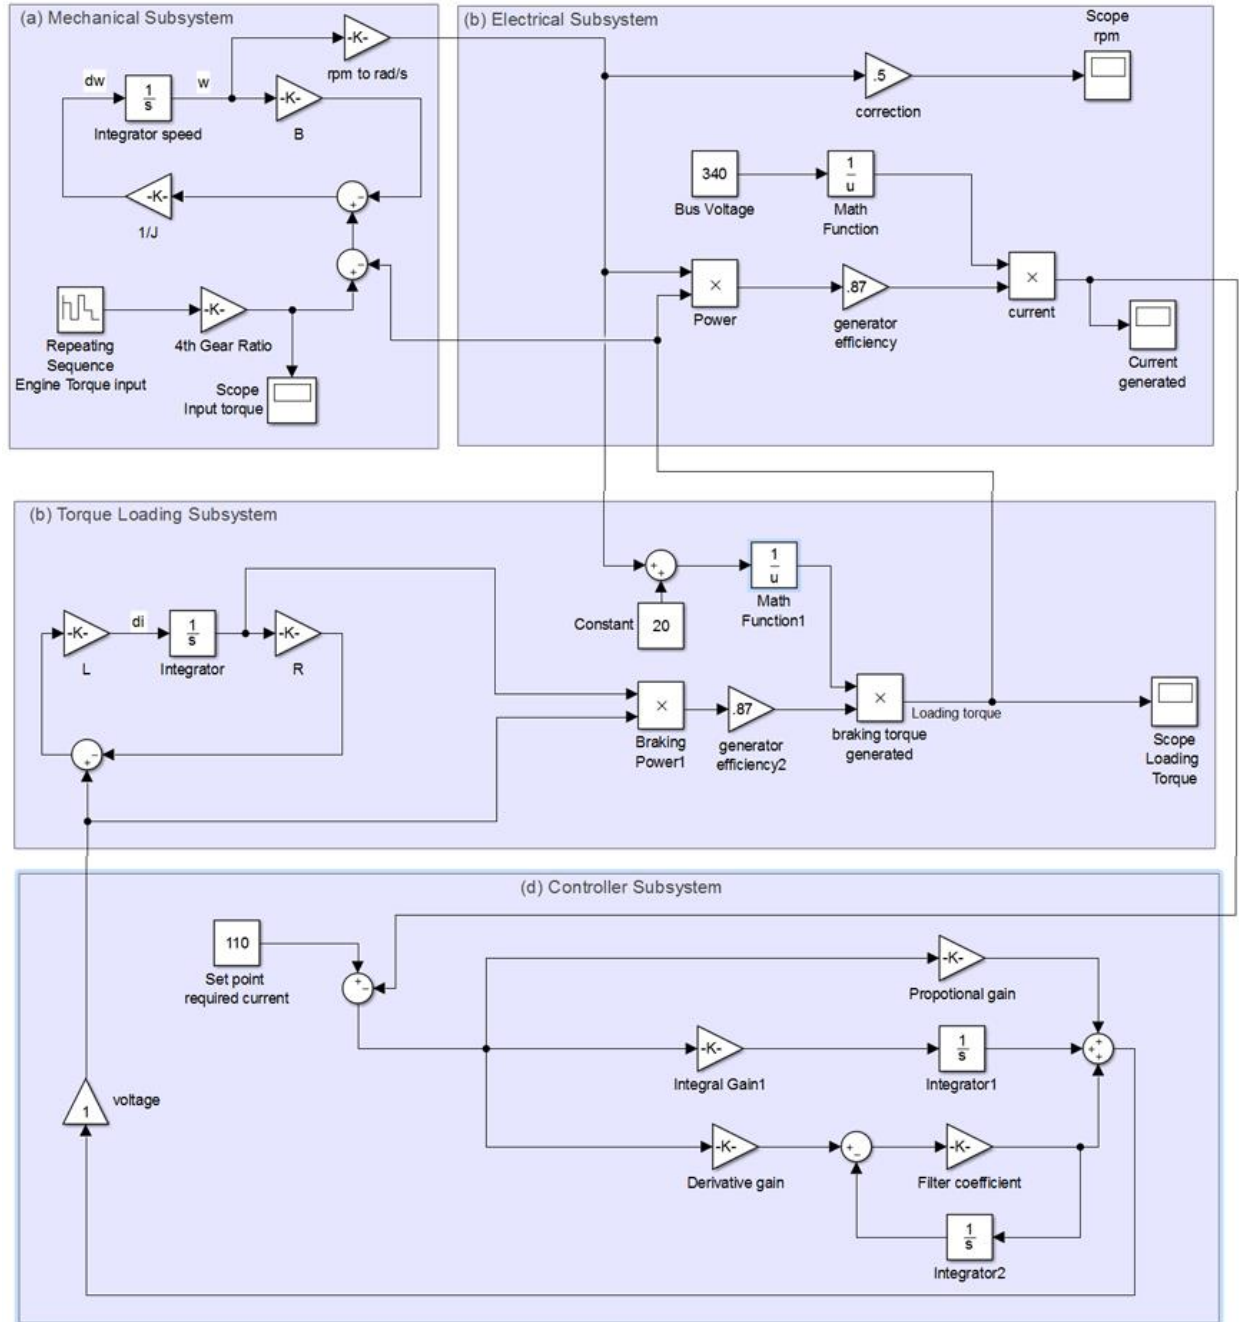 (a) Mechanical Subsystem
-K-
rpm to rad/s
dw
1
s
Integrator speed
w
-K-
B
-K-
1/J
+
-
+
-
Repeating
Sequence
Engine Torque input
-K-
4th Gear Ratio
Scope
Input torque
(b) Electrical Subsystem
Scope
rpm
.5
correction
340
Bus Voltage
1
u
Math
Function
×
Power
.87
generator
efficiency
×
current
Current
generated
(b) Torque Loading Subsystem
-K-
L
di
1
s
Integrator
-K-
R
+
-
+
+
Constant
20
1
u
Math
Function1
×
Braking
Power1
.87
generator
efficiency2
×
braking torque
generated
Loading torque
Scope
Loading
Torque
(d) Controller Subsystem
110
Set point
required current
+
-
-K-
Propotional gain
-K-
Integral Gain1
1
s
Integrator1
+
+
+
-K-
Derivative gain
+
-
-K-
Filter coefficient
1
s
Integrator2
1
voltage